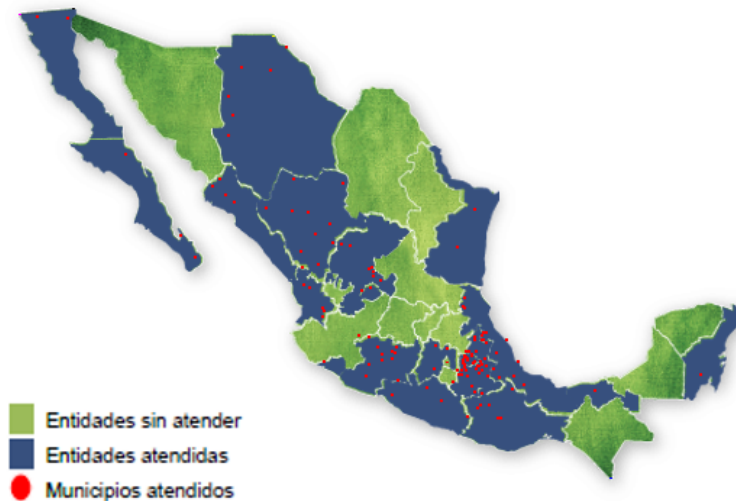 Entidades sin atender
Entidades atendidas
Municipios atendidos